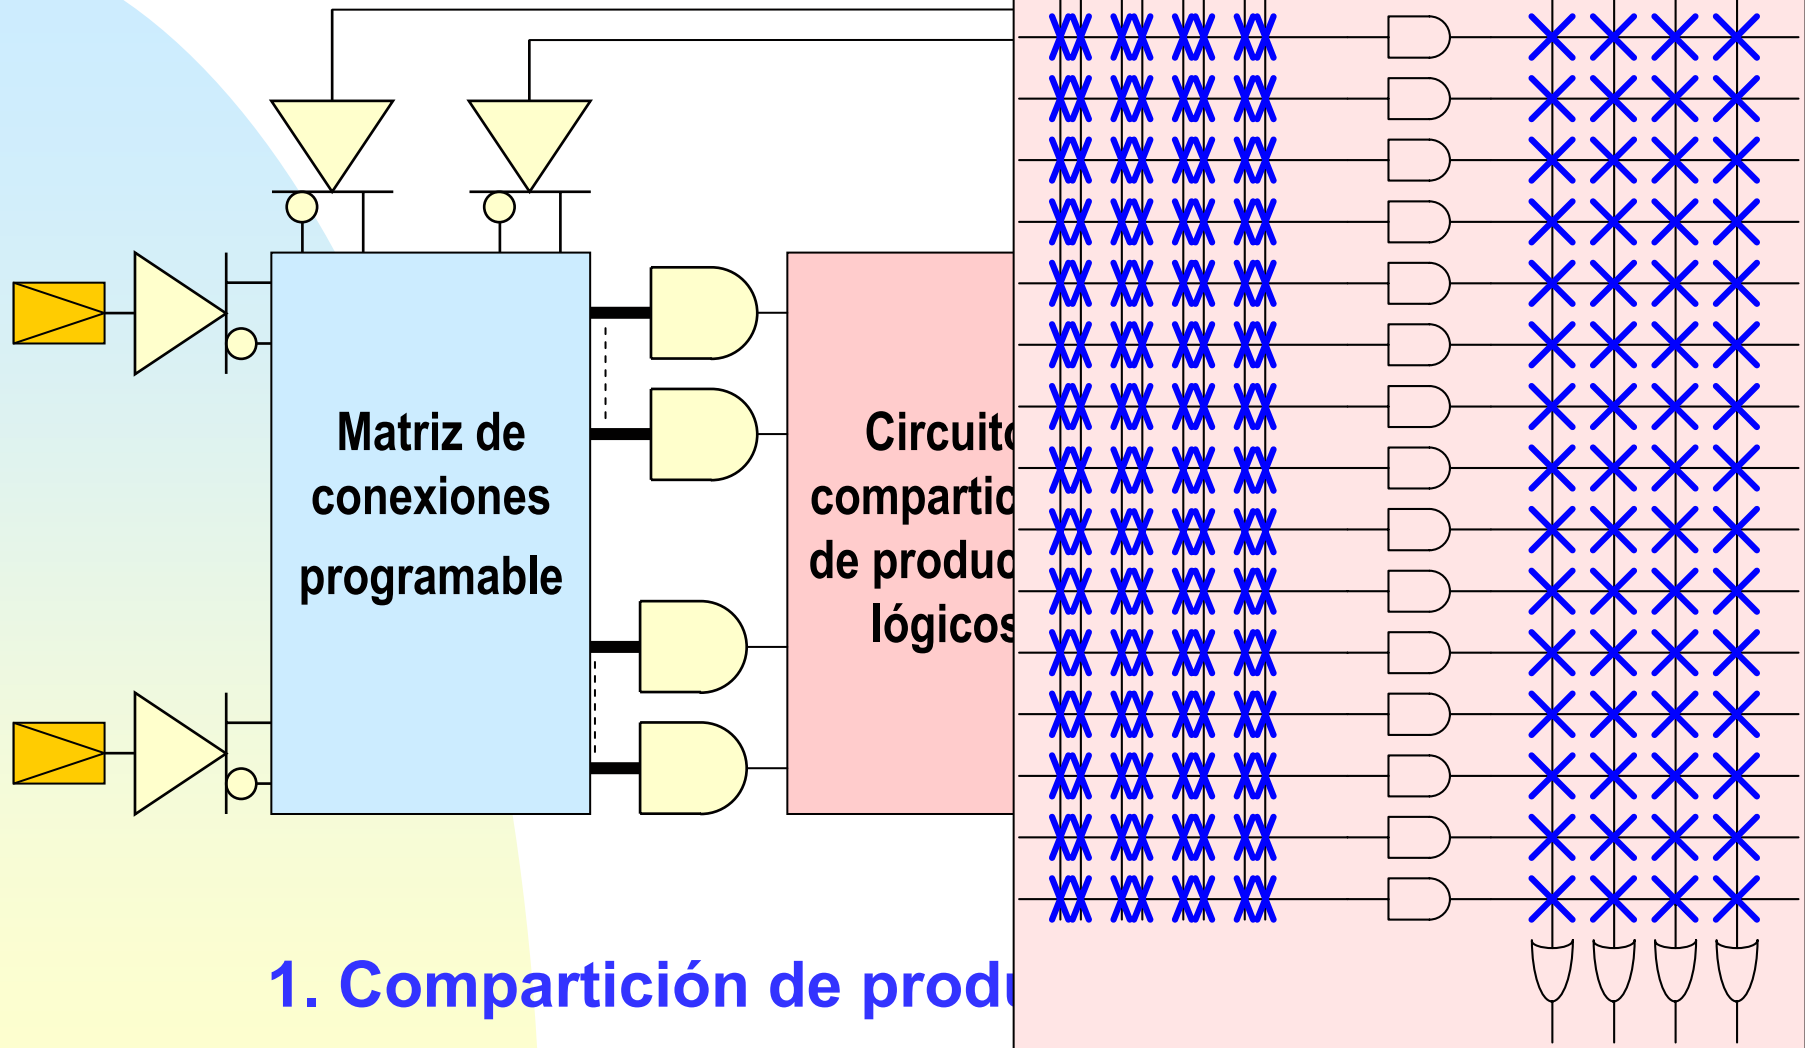 Matriz de
conexiones
programable
Circuito
compartic
de produc
lógicos
1. Compartición de produ